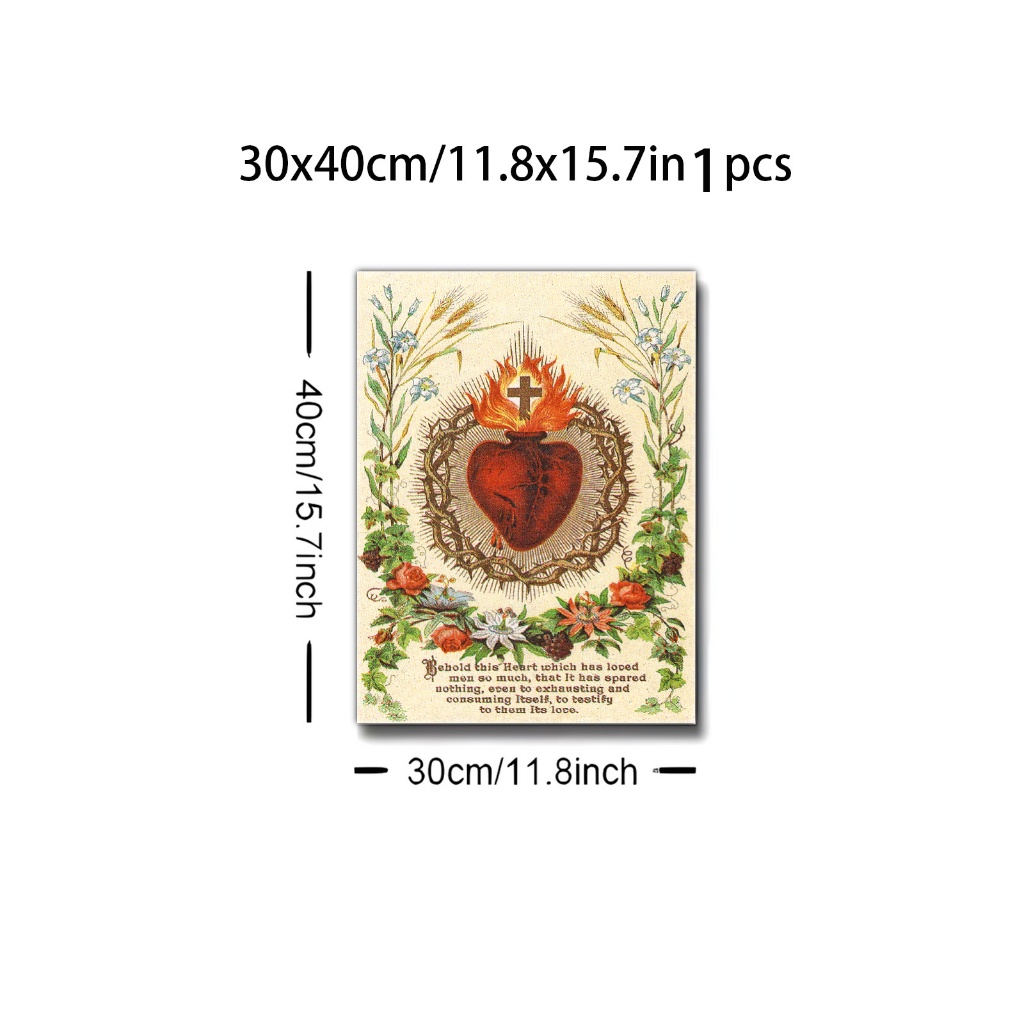 30x40cm/11.8x15.7in 1 pcs
40cm/15.7inch
Behold this Heart which has loved
men so much, that It has spared
nothing, even to exhausting and
consuming Itself, to testify
to them Its love.
30cm/11.8inch